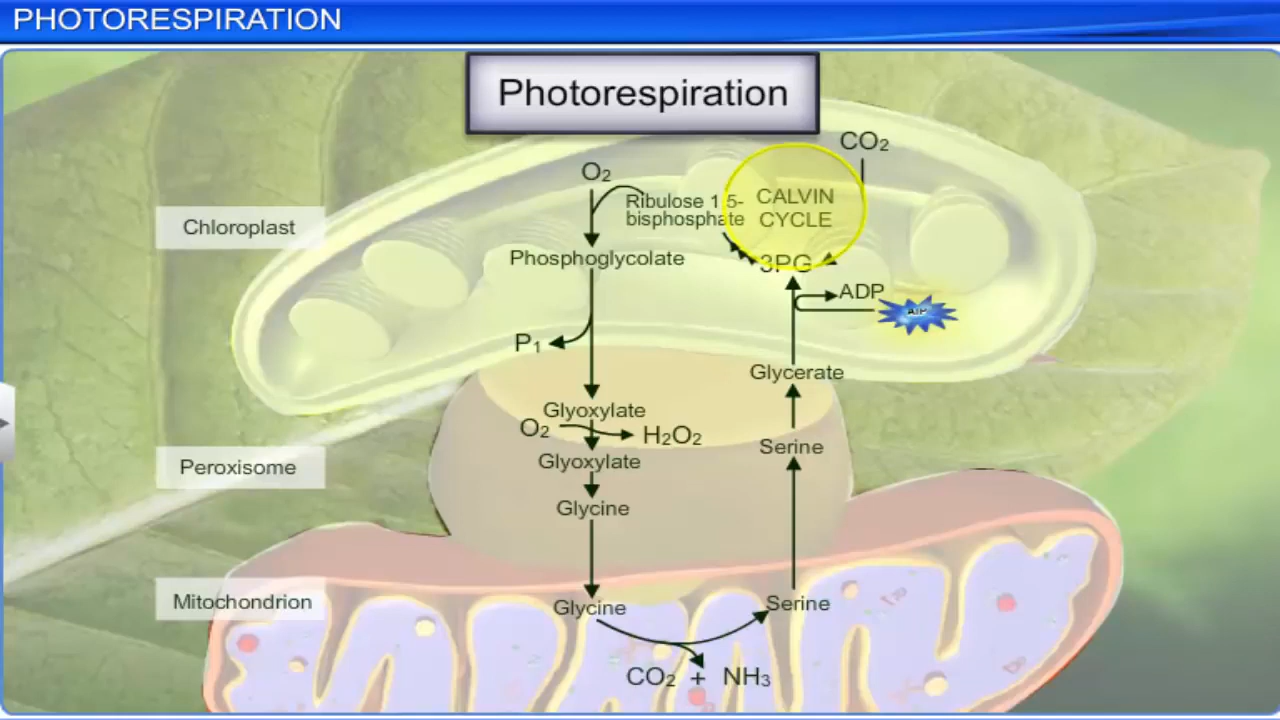 PHOTORESPIRATION
Photorespiration
CO2
O2
Ribulose 1,5-
bisphosphate
CALVIN
CYCLE
Chloroplast
Phosphoglycolate
3PG
ADP
ATP
P1
Glycerate
Glyoxylate
O2
H2O2
Serine
Peroxisome
Glyoxylate
Glycine
Mitochondrion
Glycine
Serine
CO2 + NH3